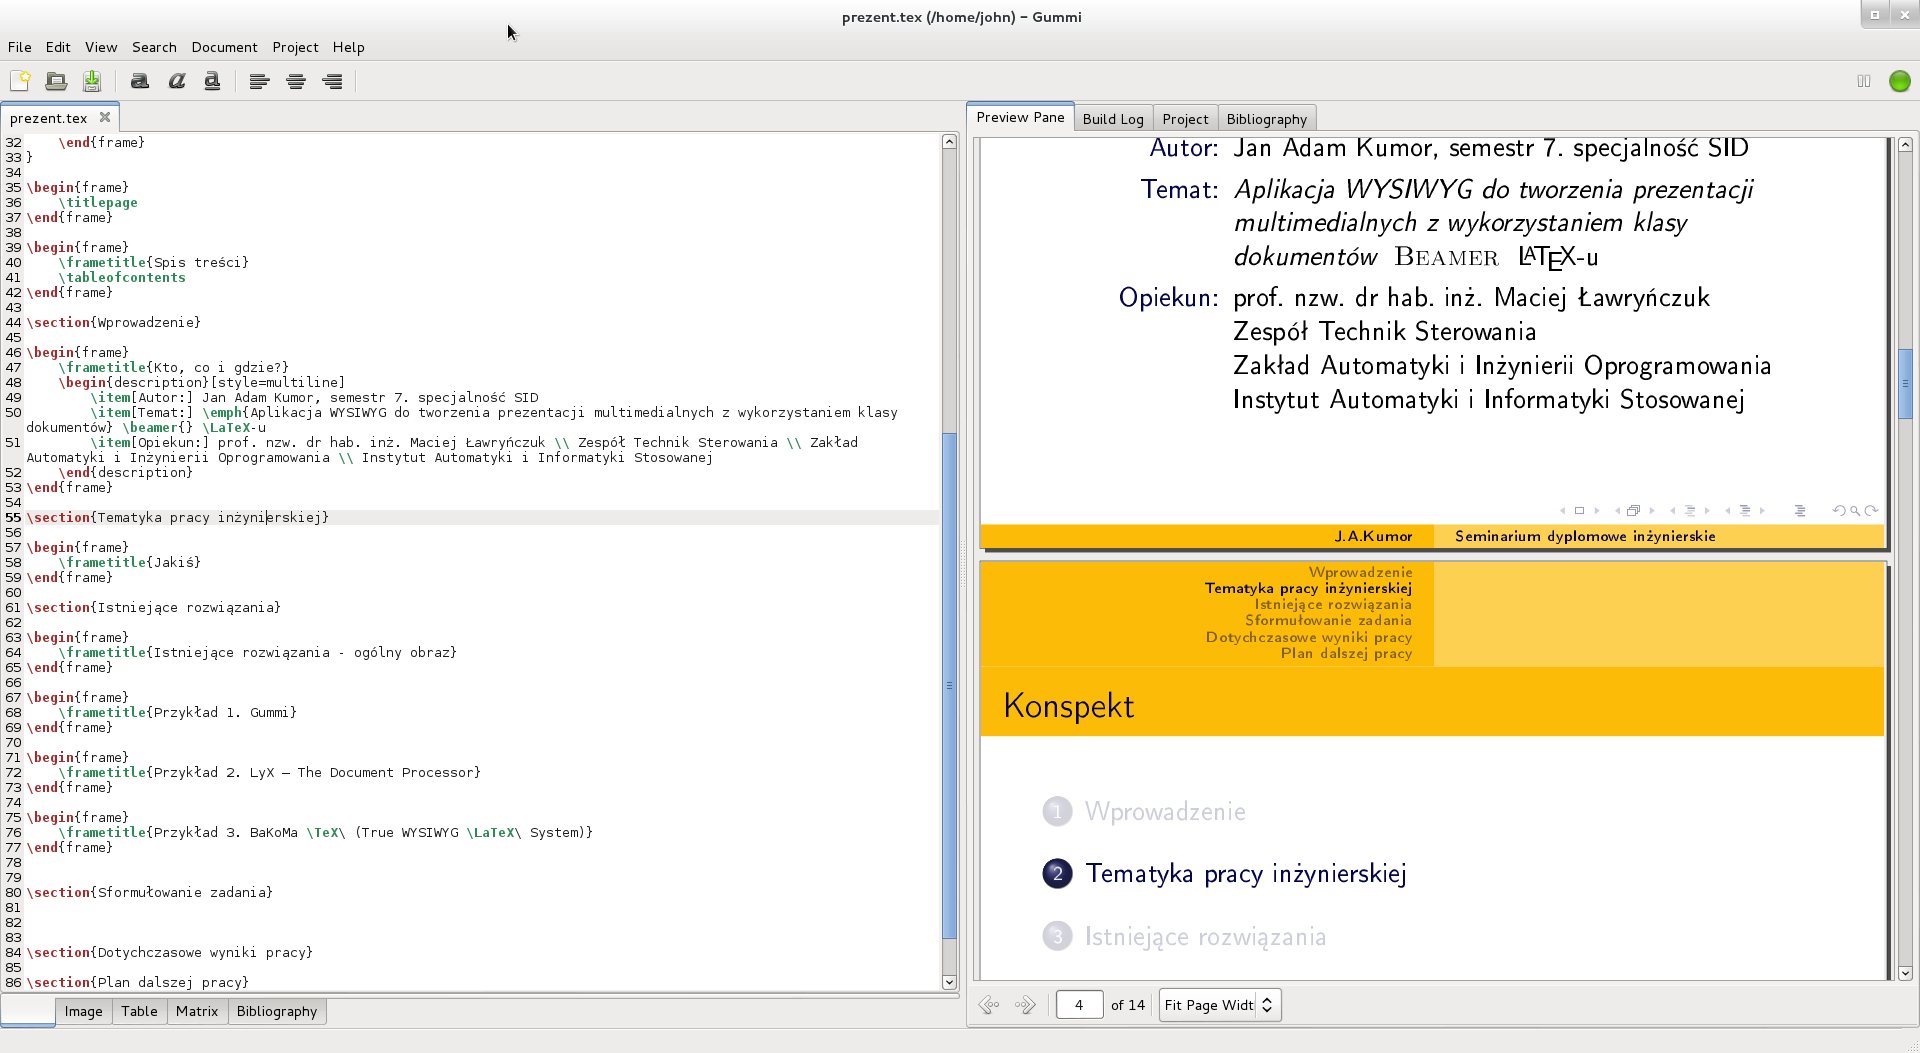 prezent.tex (/home/john) – Gummi
File Edit View Search Document Project Help
prezent.tex
32     \end{frame}
33 }
34
35 \begin{frame}
36     \titlepage
37 \end{frame}
38
39 \begin{frame}
40     \frametitle{Spis treści}
41     \tableofcontents
42 \end{frame}
43
44 \section{Wprowadzenie}
45
46 \begin{frame}
47     \frametitle{Kto, co i gdzie?}
48     \begin{description}[style=multiline]
49         \item[Autor:] Jan Adam Kumor, semestr 7. specjalność SID
50         \item[Temat:] \emph{Aplikacja WYSIWYG do tworzenia prezentacji multimedialnych z wykorzystaniem klasy
dokumentów} \beamer{} \LaTeX-u
51         \item[Opiekun:] prof. nzw. dr hab. inż. Maciej Ławryńczuk \\ Zespół Technik Sterowania \\ Zakład
Automatyki i Inżynierii Oprogramowania \\ Instytut Automatyki i Informatyki Stosowanej
52     \end{description}
53 \end{frame}
54
55 \section{Tematyka pracy inżynierskiej}
56
57 \begin{frame}
58     \frametitle{Jakiś}
59 \end{frame}
60
61 \section{Istniejące rozwiązania}
62
63 \begin{frame}
64     \frametitle{Istniejące rozwiązania - ogólny obraz}
65 \end{frame}
66
67 \begin{frame}
68     \frametitle{Przykład 1. Gummi}
69 \end{frame}
70
71 \begin{frame}
72     \frametitle{Przykład 2. LyX – The Document Processor}
73 \end{frame}
74
75 \begin{frame}
76     \frametitle{Przykład 3. BaKoMa \TeX\ (True WYSIWYG \LaTeX\ System)}
77 \end{frame}
78
79
80 \section{Sformułowanie zadania}
81
82
83
84 \section{Dotychczasowe wyniki pracy}
85
86 \section{Plan dalszej pracy}
Image Table Matrix Bibliography
Preview Pane Build Log Project Bibliography
Autor: Jan Adam Kumor, semestr 7. specjalność SID
Temat: Aplikacja WYSIWYG do tworzenia prezentacji
multimedialnych z wykorzystaniem klasy
dokumentów BEAMER LATEX-u
Opiekun: prof. nzw. dr hab. inż. Maciej Ławryńczuk
Zespół Technik Sterowania
Zakład Automatyki i Inżynierii Oprogramowania
Instytut Automatyki i Informatyki Stosowanej
J.A.Kumor Seminarium dyplomowe inżynierskie
Wprowadzenie
Tematyka pracy inżynierskiej
Istniejące rozwiązania
Sformułowanie zadania
Dotychczasowe wyniki pracy
Plan dalszej pracy
Konspekt
1 Wprowadzenie
2 Tematyka pracy inżynierskiej
3 Istniejące rozwiązania
4 of 14 Fit Page Widt